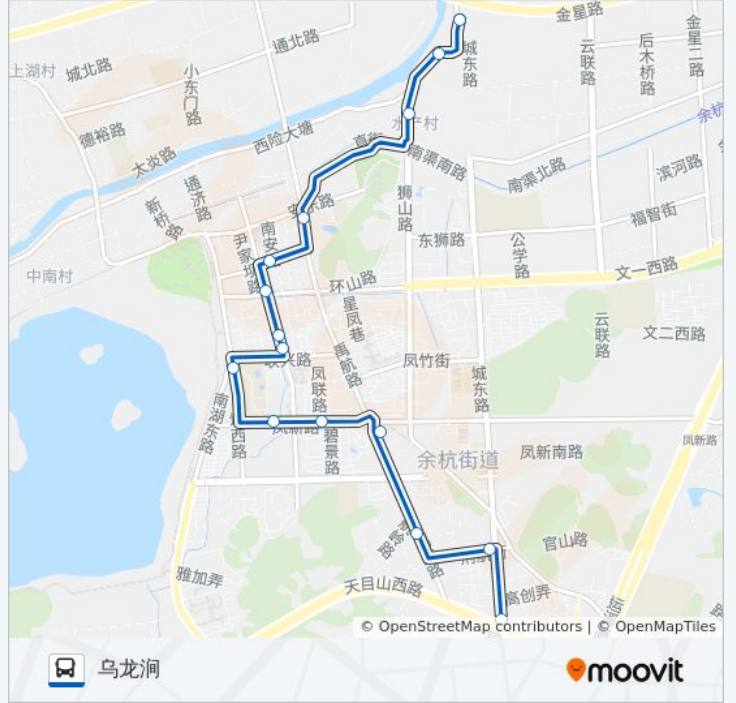 金星路
通北路
城东路
云联路
后木桥路
金星二路
上湖村
城北路
小东门路
余杭
德裕路
西险大塘
太炎路
南渠南路
南渠北路
滨河路
通济路
新桥路
狮山路
福智街
尹家坝路
南安
东狮路
公学路
中南村
环山路
文一西路
星凤巷
禹航路
云联路
文二西路
凤联路
凤竹街
城东路
南湖东路
碧景路
凤新路
余杭街道
凤新南路
官山路
雅加弄
天目山西路
高创弄
© OpenStreetMap contributors | © OpenMapTiles
乌龙涧
moovit